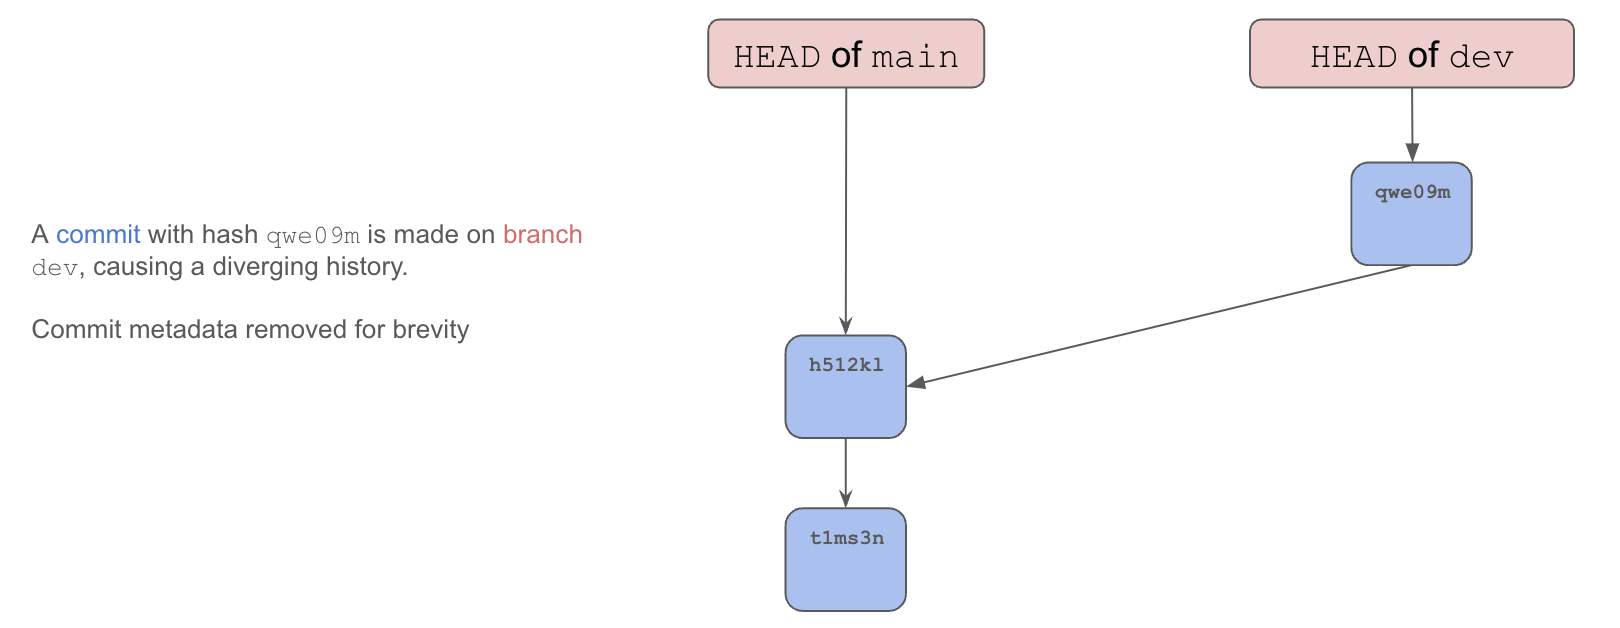 HEAD of main
HEAD of dev
qwe09m
A commit with hash qwe09m is made on branch
dev, causing a diverging history.
Commit metadata removed for brevity
h512kl
t1ms3n